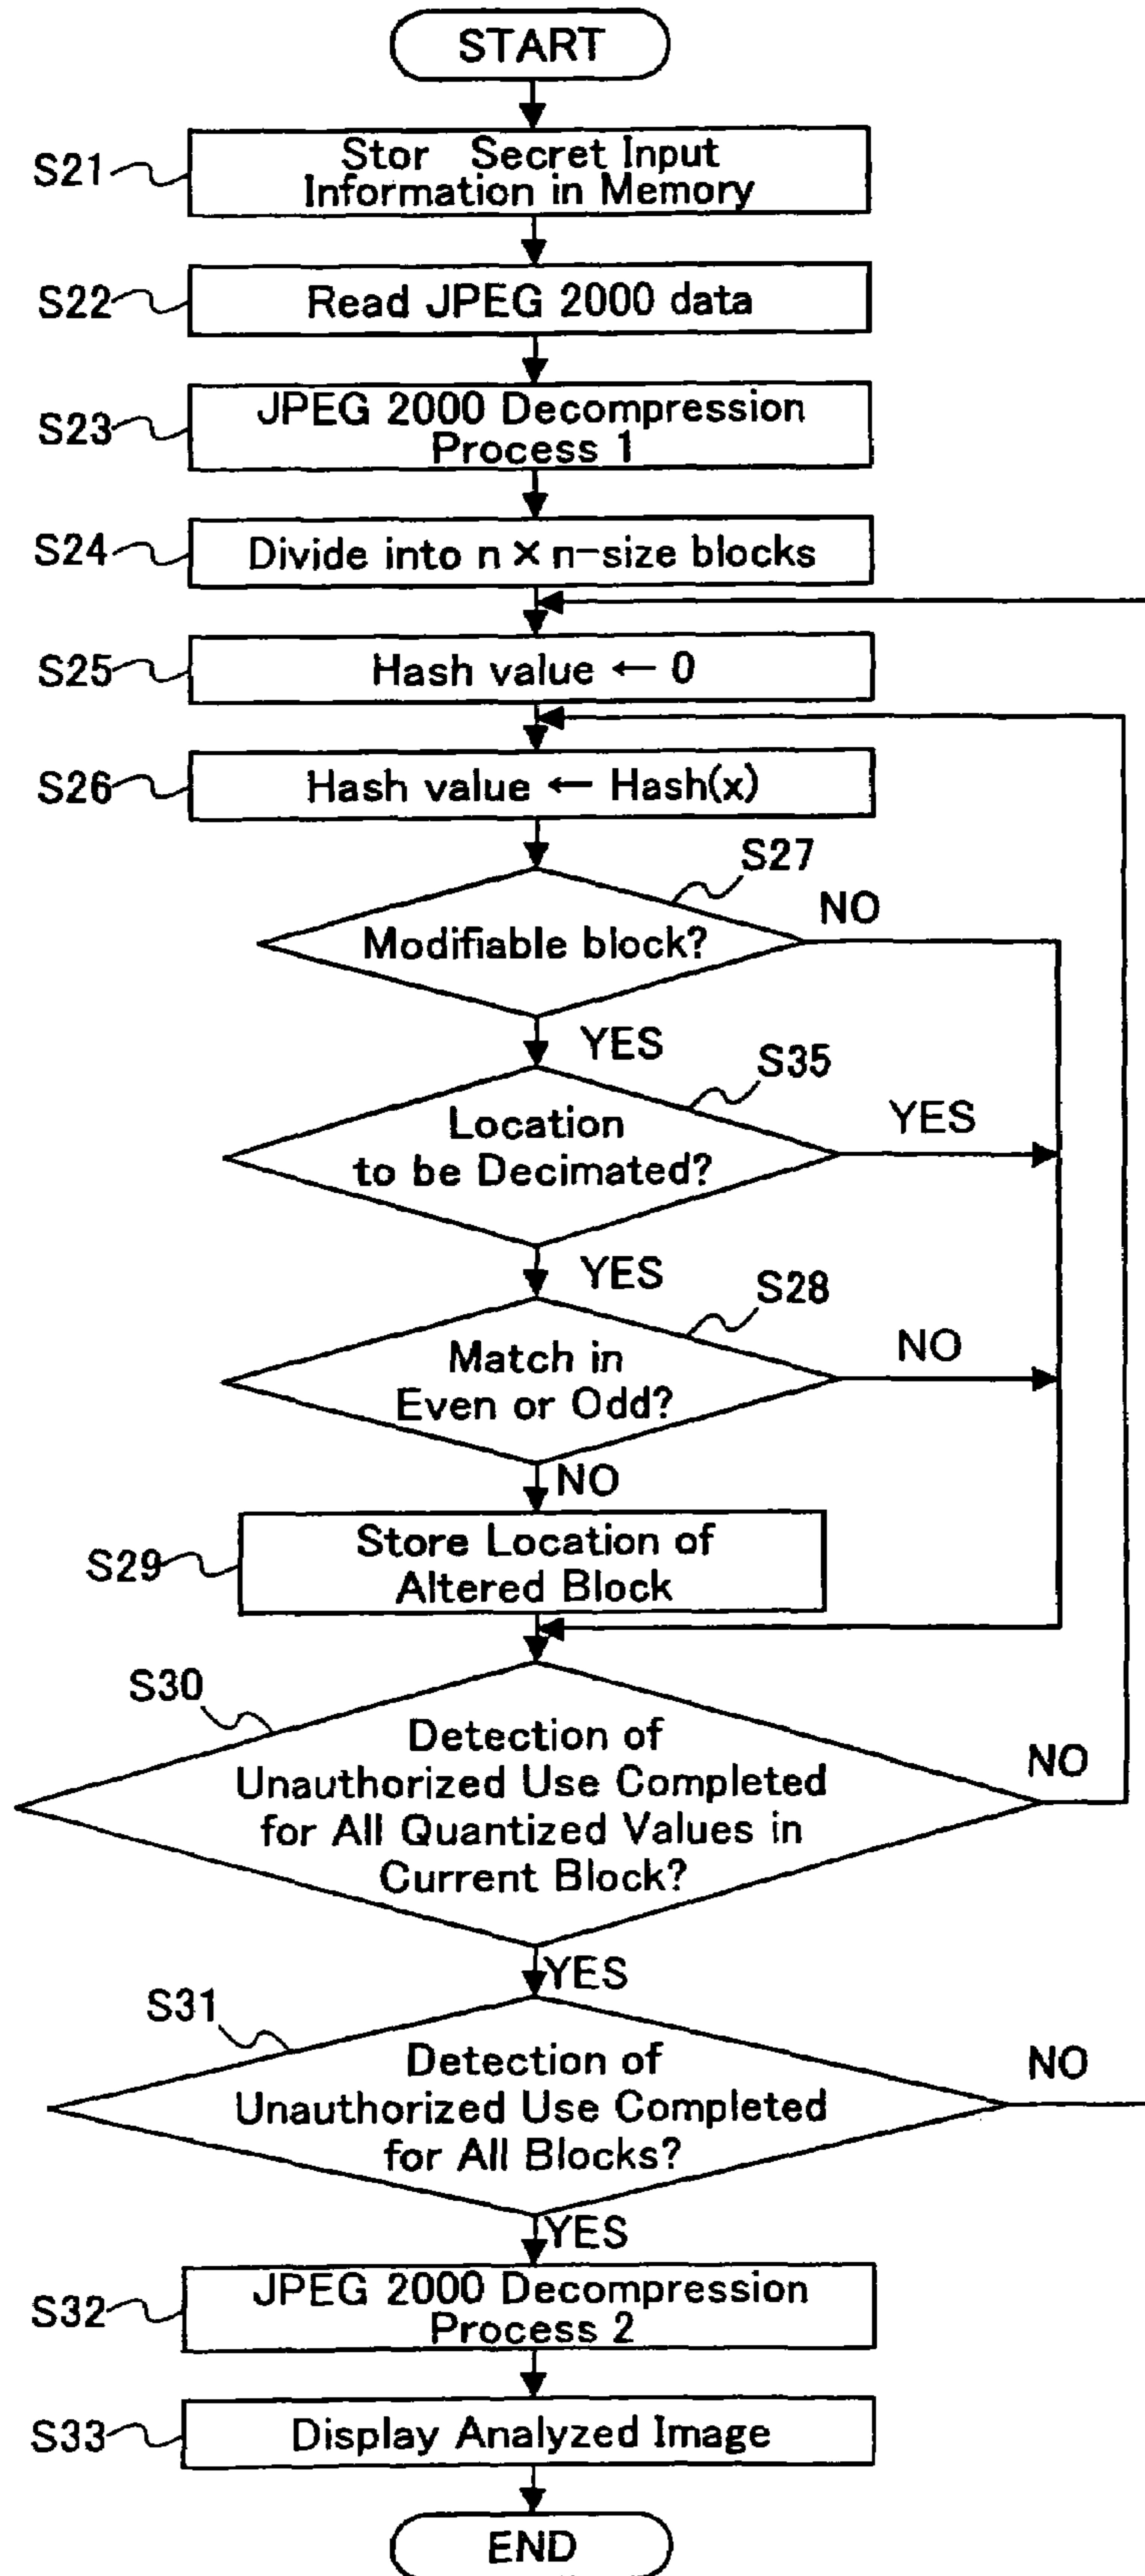 START
S21
Stor Secret Input
Information in Memory
S22
Read JPEG 2000 data
S23
JPEG 2000 Decompression
Process 1
S24
Divide into n × n-size blocks
S25
Hash value ← 0
S26
Hash value ← Hash(x)
S27
NO
Modifiable block?
YES
S35
Location
to be Decimated?
YES
YES
S28
Match in
Even or Odd?
NO
NO
S29
Store Location of
Altered Block
S30
Detection of
Unauthorized Use Completed
for All Quantized Values in
Current Block?
NO
YES
S31
Detection of
Unauthorized Use Completed
for All Blocks?
NO
YES
S32
JPEG 2000 Decompression
Process 2
S33
Display Analyzed Image
END